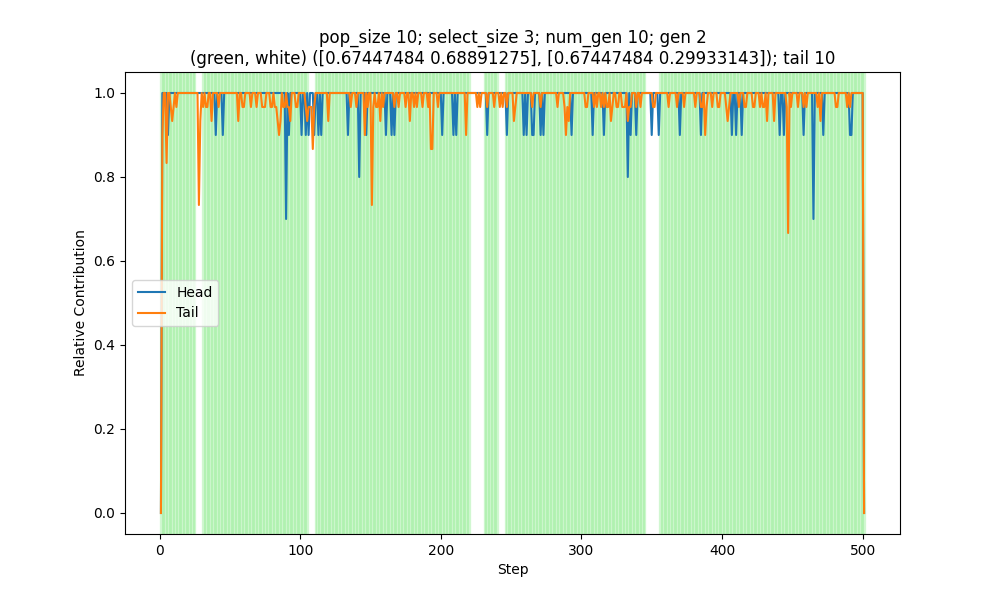 pop_size 10; select_size 3; num_gen 10; gen 2
(green, white) ([0.67447484 0.68891275], [0.67447484 0.29933143]); tail 10
1.0
0.8
0.6
0.4
0.2
0.0
Relative Contribution
Head
Tail
0
100
200
300
400
500
Step